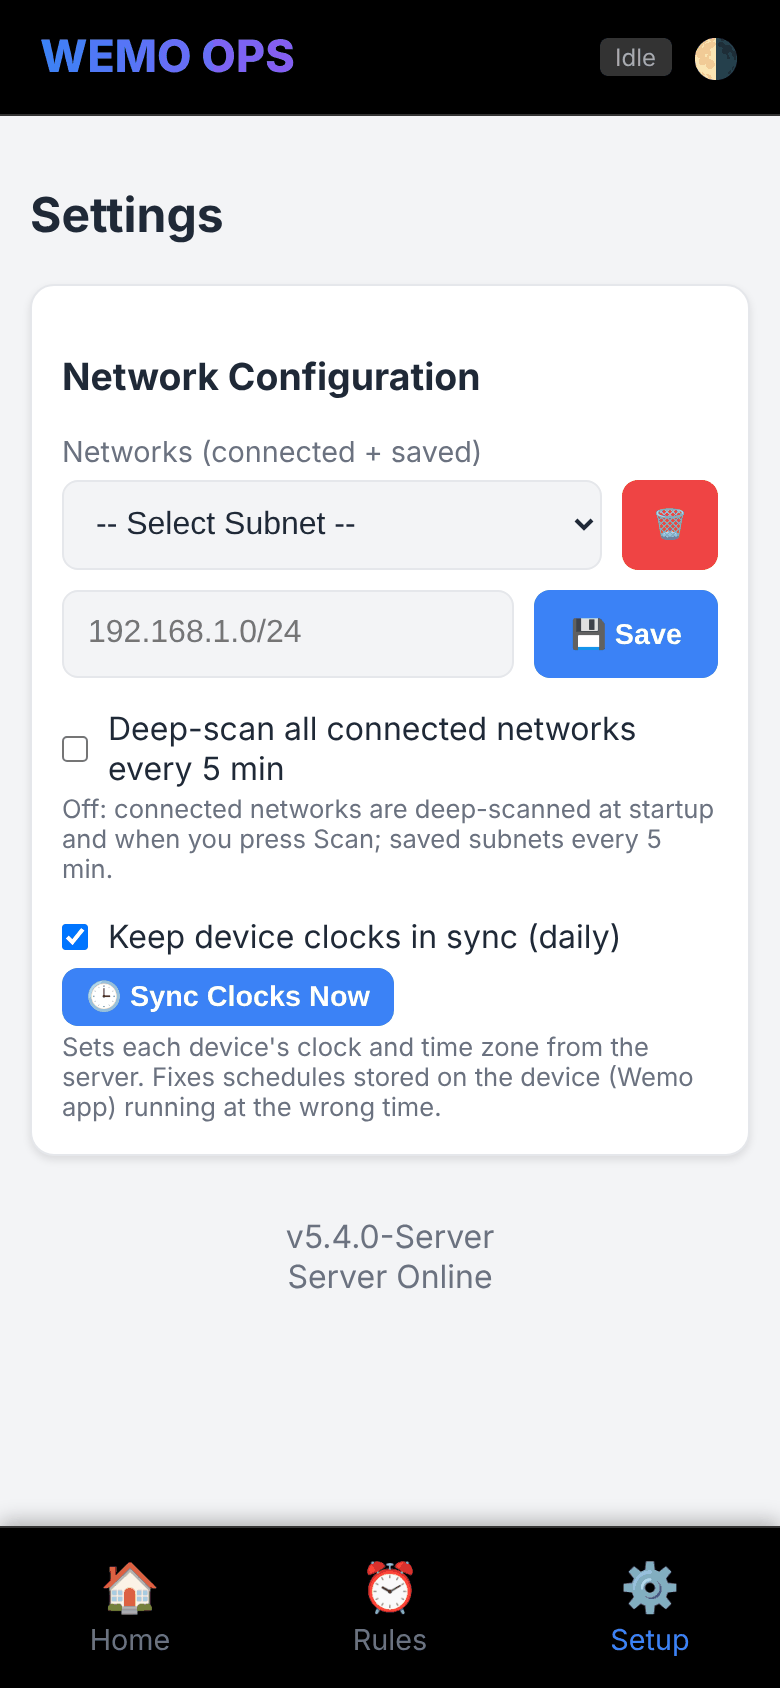 WEMO OPS
Idle
Settings
Network Configuration
Networks (connected + saved)
-- Select Subnet --
192.168.1.0/24
Save
Deep-scan all connected networks
every 5 min
Off: connected networks are deep-scanned at startup
and when you press Scan; saved subnets every 5
min.
Keep device clocks in sync (daily)
Sync Clocks Now
Sets each device's clock and time zone from the
server. Fixes schedules stored on the device (Wemo
app) running at the wrong time.
v5.4.0-Server
Server Online
Home
Rules
Setup